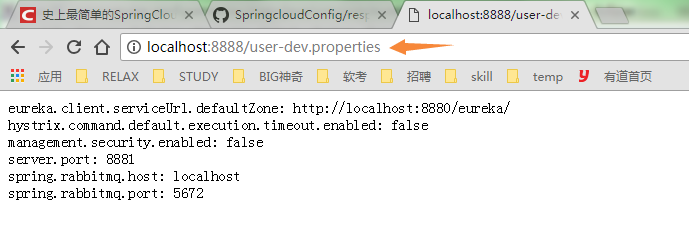 史上最简单的SpringClou
SpringcloudConfig/resp
localhost:8888/user-de
localhost:8888/user-dev.properties
应用 RELAX STUDY BIG神奇 软考 招聘 skill temp 有道首页
eureka.client.serviceUrl.defaultZone: http://localhost:8880/eureka/
hystrix.command.default.execution.timeout.enabled: false
management.security.enabled: false
server.port: 8881
spring.rabbitmq.host: localhost
spring.rabbitmq.port: 5672